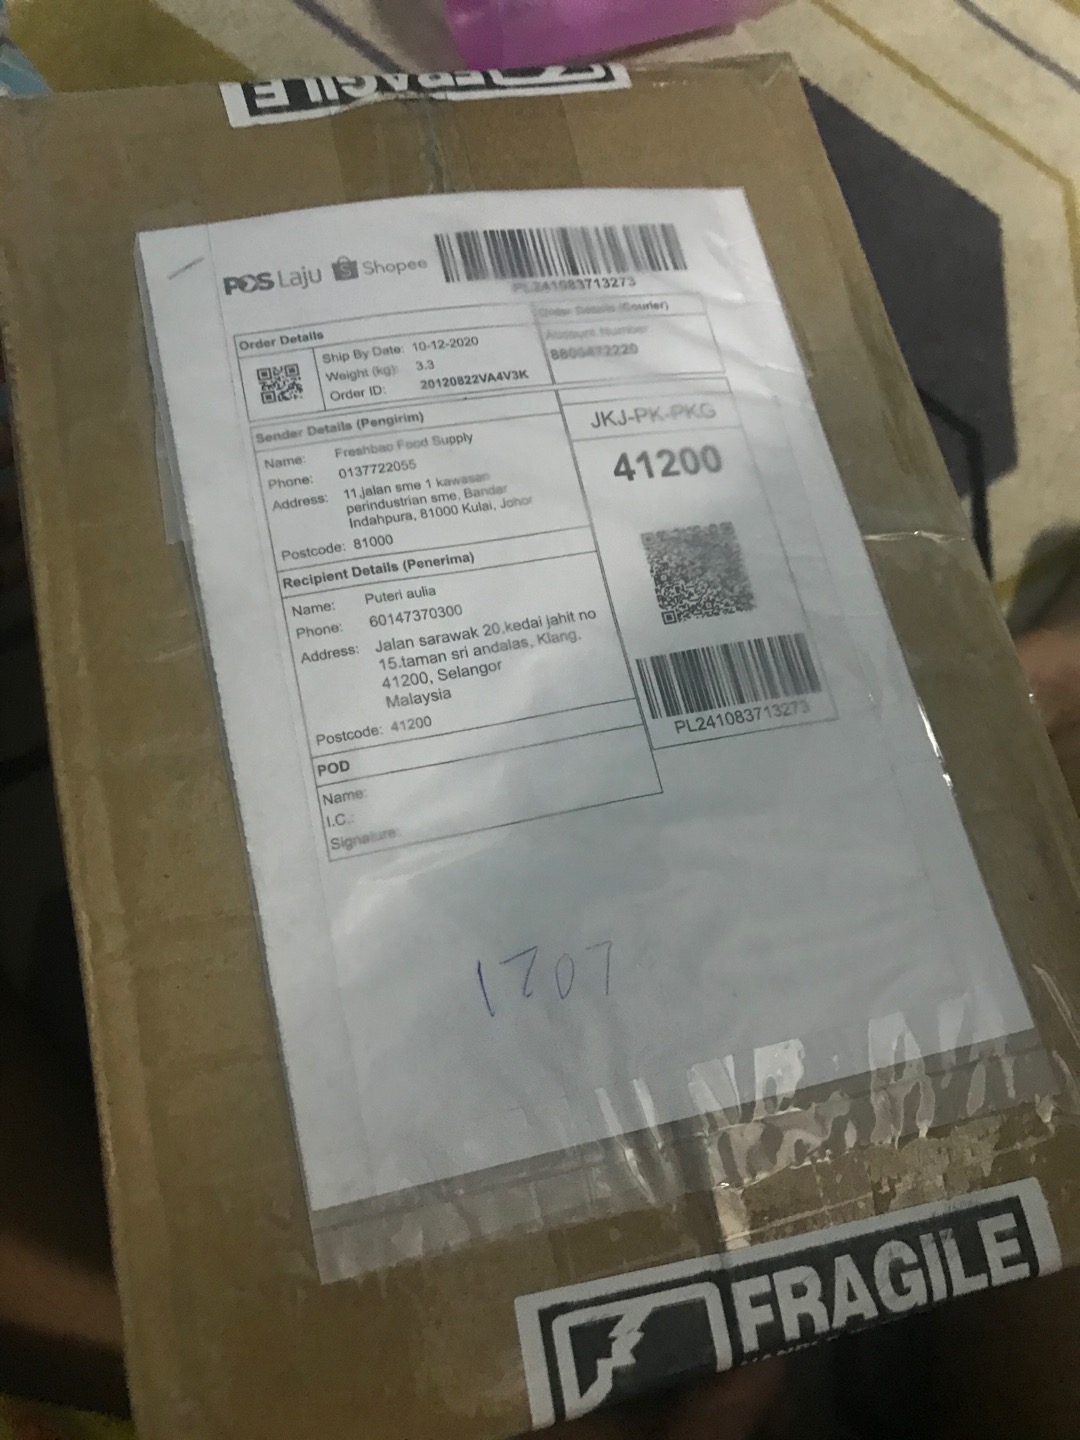 FRAGILE
POS Laju Shopee
PL241083713273
Order Details
Ship By Date: 10-12-2020
Weight (kg): 3.3
Order ID: 20120822VA4V3K
Order Details (Courier)
Account Number
Sender Details (Pengirim)
Name: Freshbao Food Supply
Phone: 0137722055
Address: 11,jalan sme 1 kawasan
perindustrian sme, Bandar
Indahpura, 81000 Kulai, Johor
Postcode: 81000
JKJ-PK-PKG
41200
Recipient Details (Penerima)
Name: Puteri aulia
Phone: 60147370300
Address: Jalan sarawak 20.kedai jahit no
15.taman sri andalas, Klang.
41200, Selangor
Malaysia
Postcode: 41200
PL241083713273
POD
Name:
I.C.:
Signature:
1707
FRAGILE